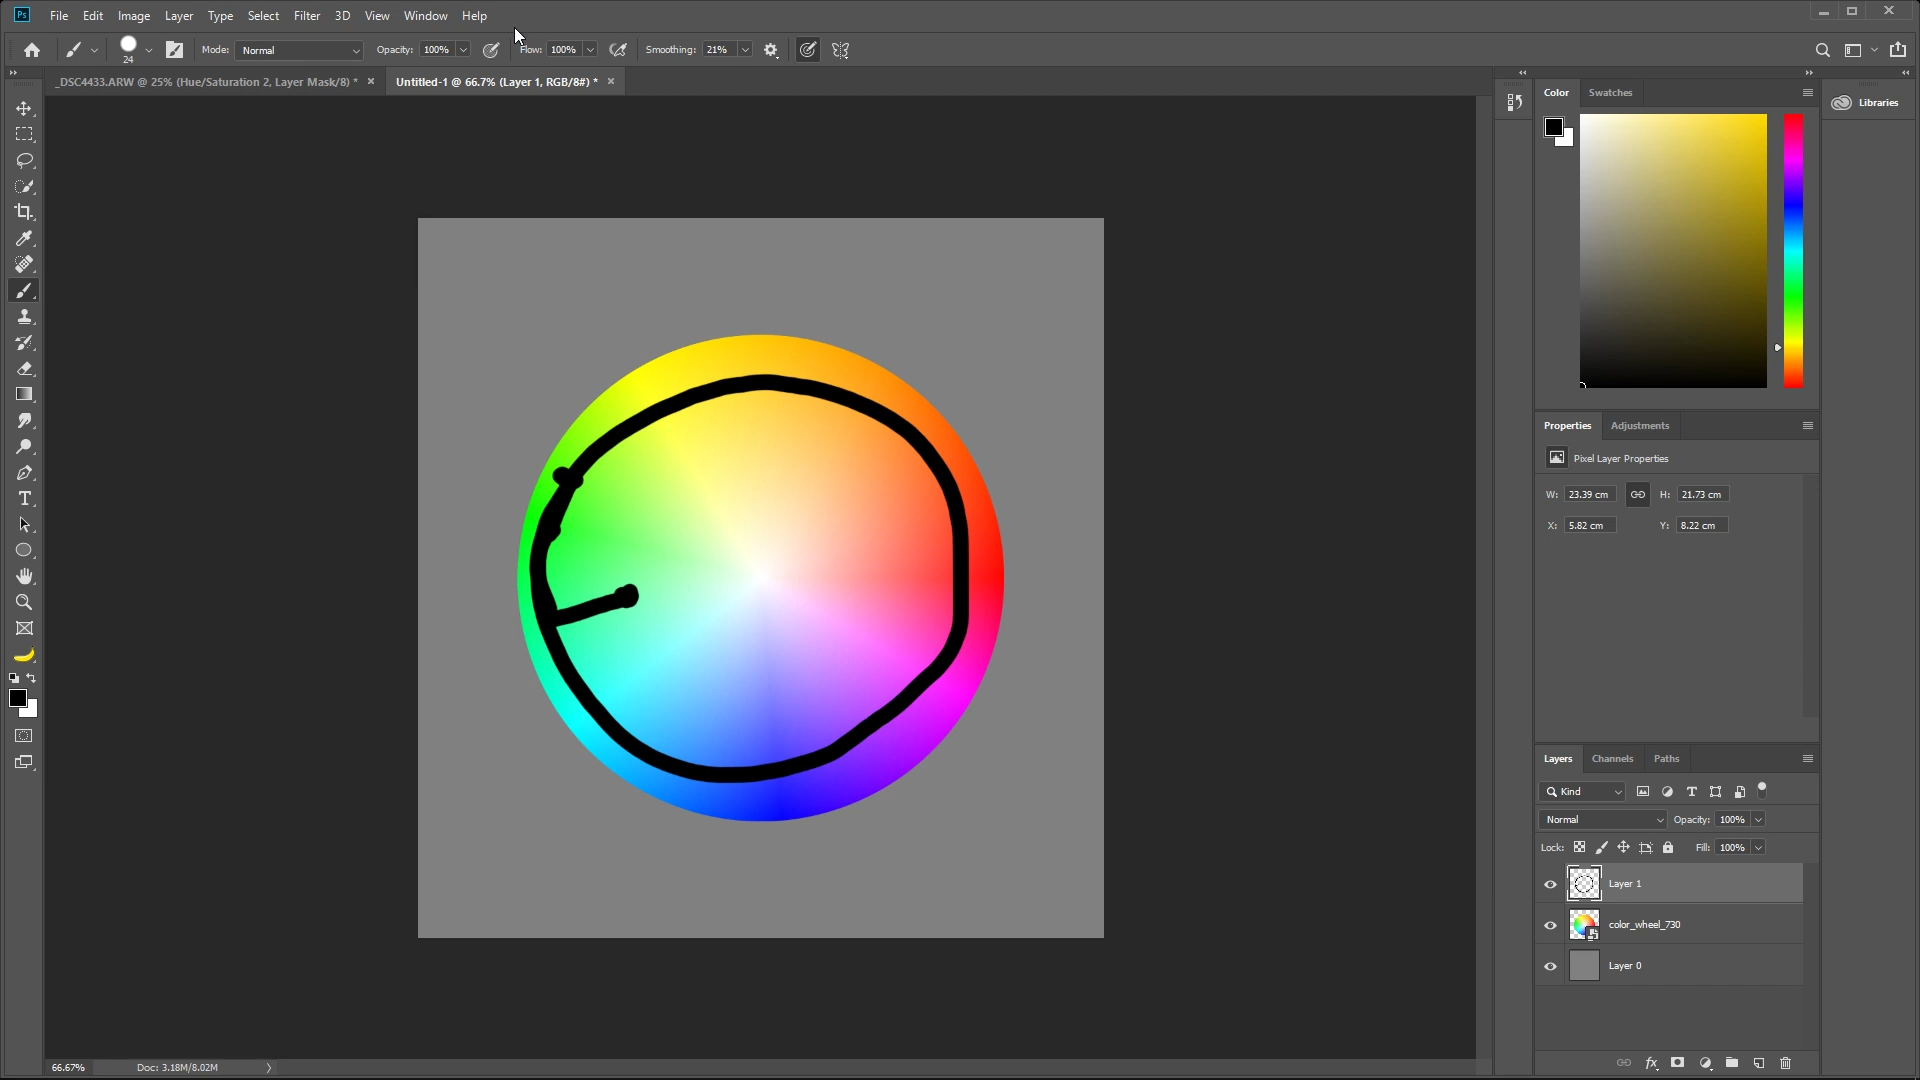 Ps File Edit Image Layer Type Select Filter 3D View Window Help
24 Mode: Normal Opacity: 100% Flow: 100% Smoothing: 21%
_DSC4433.ARW @ 25% (Hue/Saturation 2, Layer Mask/8) * × Untitled-1 @ 66.7% (Layer 1, RGB/8#) * ×
Color Swatches
Libraries
Properties Adjustments
Pixel Layer Properties
W: 23.39 cm H: 21.73 cm
X: 5.82 cm Y: 8.22 cm
Layers Channels Paths
Kind
Normal Opacity: 100%
Lock: Fill: 100%
Layer 1
color_wheel_730
Layer 0
fx
66.67% Doc: 3.18M/8.02M